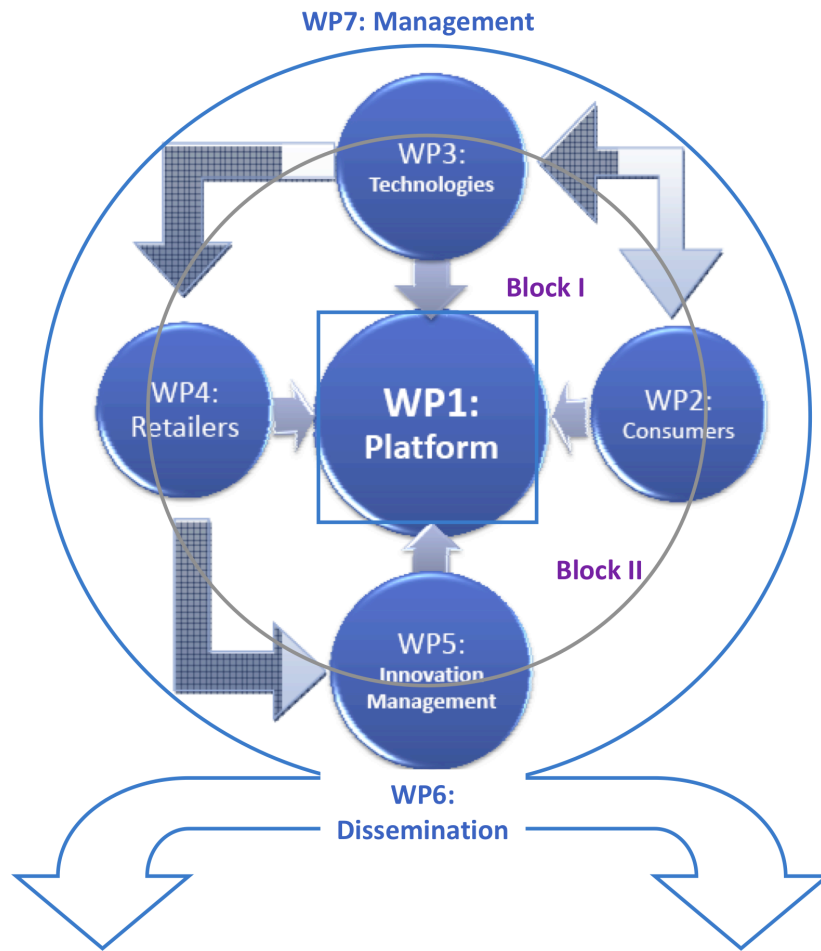 WP7: Management
WP3:
Technologies
Block I
WP4:
Retailers
WP1:
Platform
WP2:
Consumers
Block II
WP5:
Innovation
Management
WP6:
Dissemination